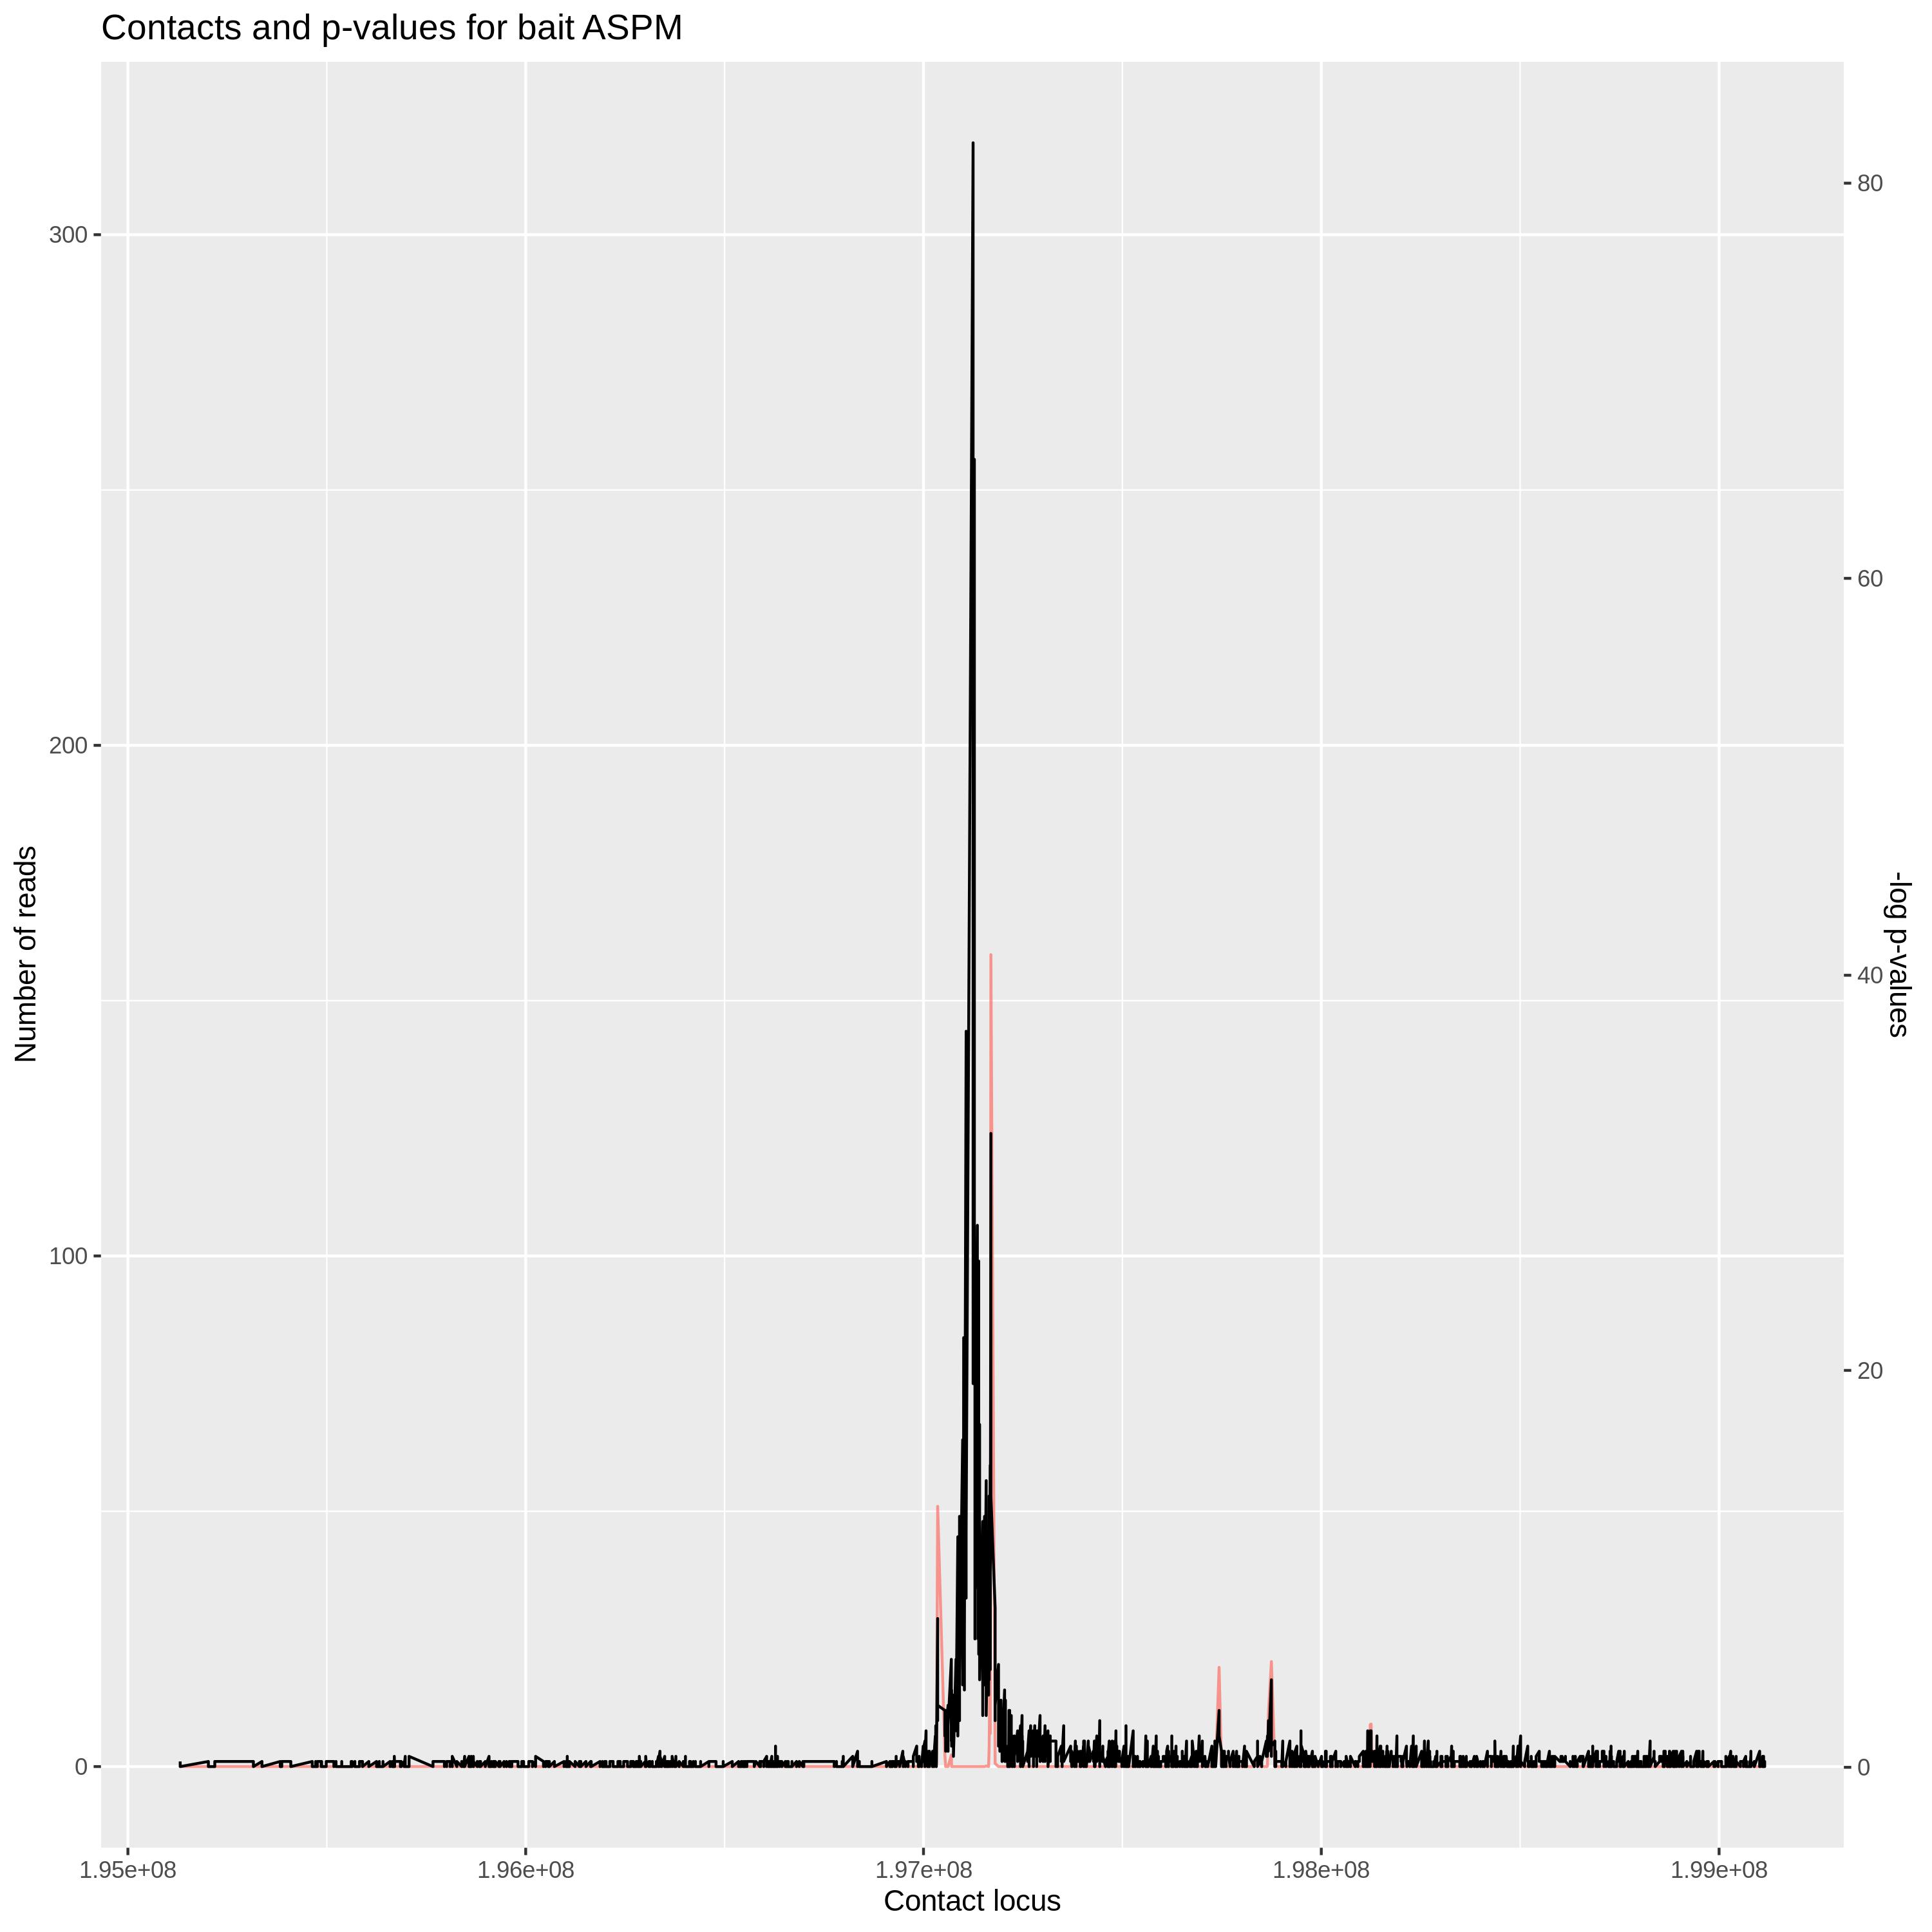 Contacts and p-values for bait ASPM
300
200
100
0
80
60
40
20
0
Number of reads
-log p-values
1.95e+08 1.96e+08 1.97e+08 1.98e+08 1.99e+08
Contact locus